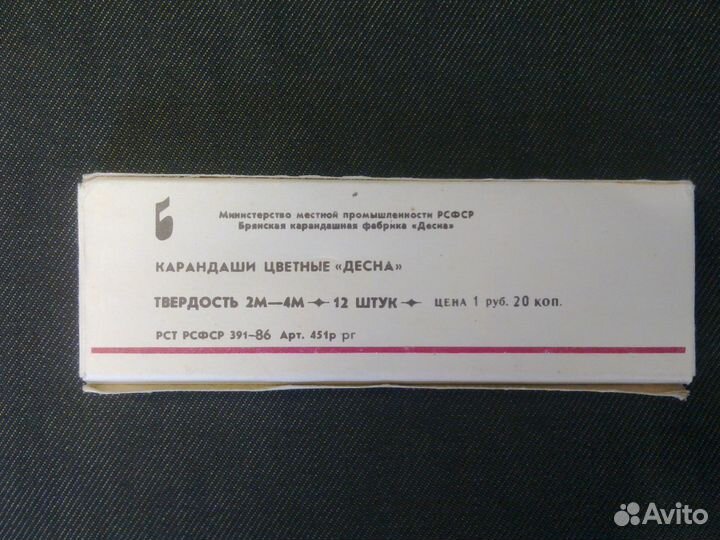 Б
Министерство местной промышленности РСФСР
Брянская карандашная фабрика «Десна»
КАРАНДАШИ ЦВЕТНЫЕ «ДЕСНА»
ТВЕРДОСТЬ 2М—4М 12 ШТУК ЦЕНА 1 руб. 20 коп.
РСТ РСФСР 391-86 Арт. 451р рг
Avito